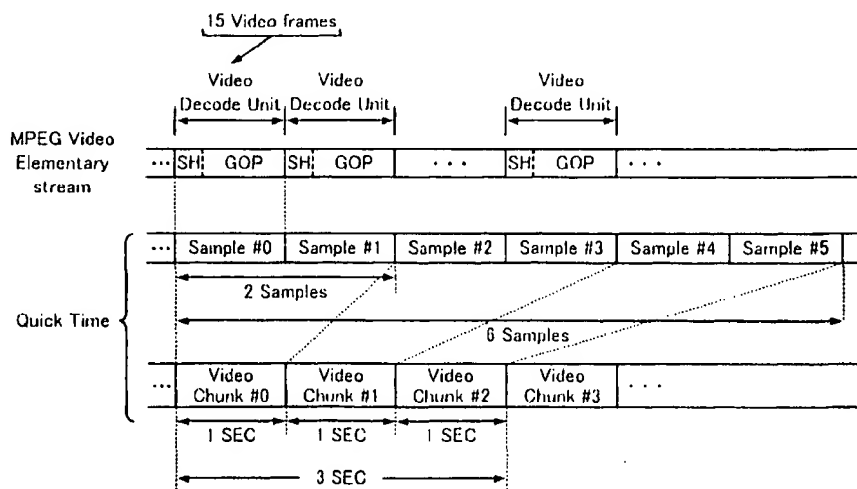 15 Video frames
Video Decode Unit
Video Decode Unit
Video Decode Unit
MPEG Video Elementary stream
... SH GOP SH GOP ... SH GOP ...
... Sample #0 Sample #1 Sample #2 Sample #3 Sample #4 Sample #5
2 Samples
Quick Time
6 Samples
... Video Chunk #0 Video Chunk #1 Video Chunk #2 Video Chunk #3 ...
1 SEC 1 SEC 1 SEC
3 SEC